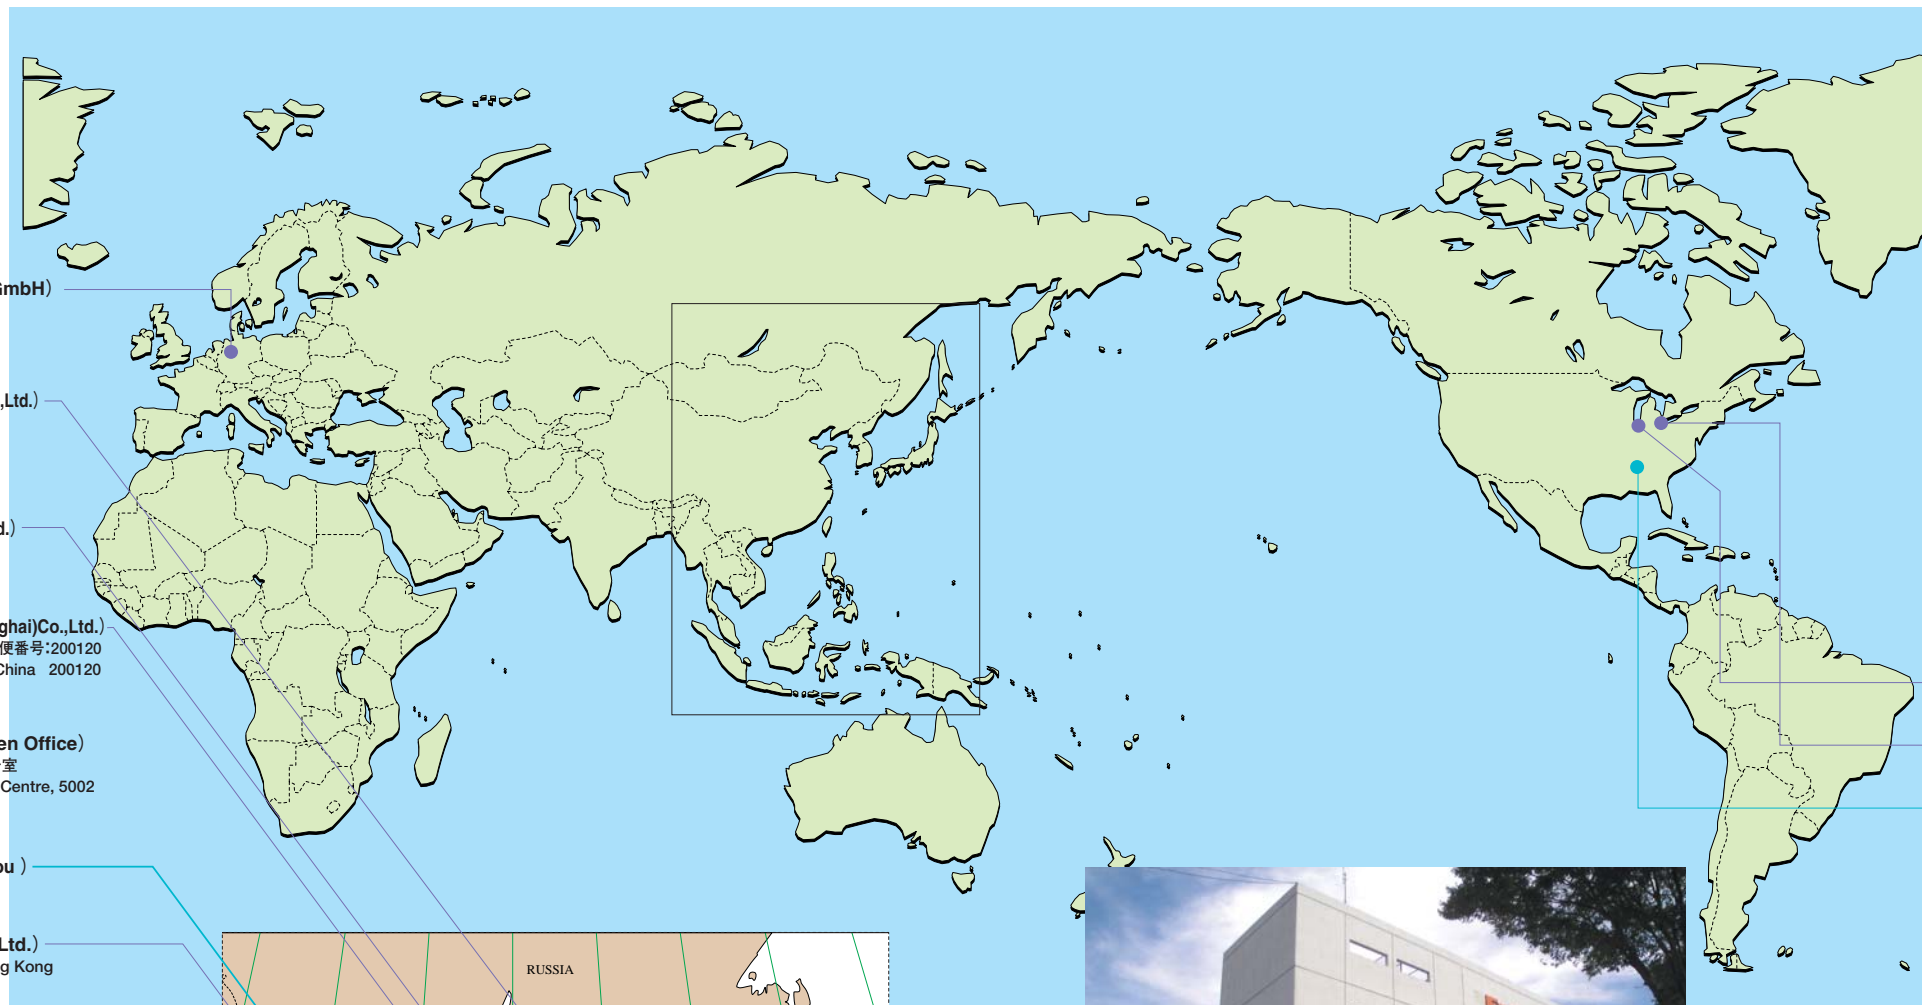 GmbH）
,Ltd.）
d.）
ghai)Co.,Ltd.）
便番号:200120
China 200120
en Office）
室
Centre, 5002
ou ）
Ltd.）
g Kong
RUSSIA